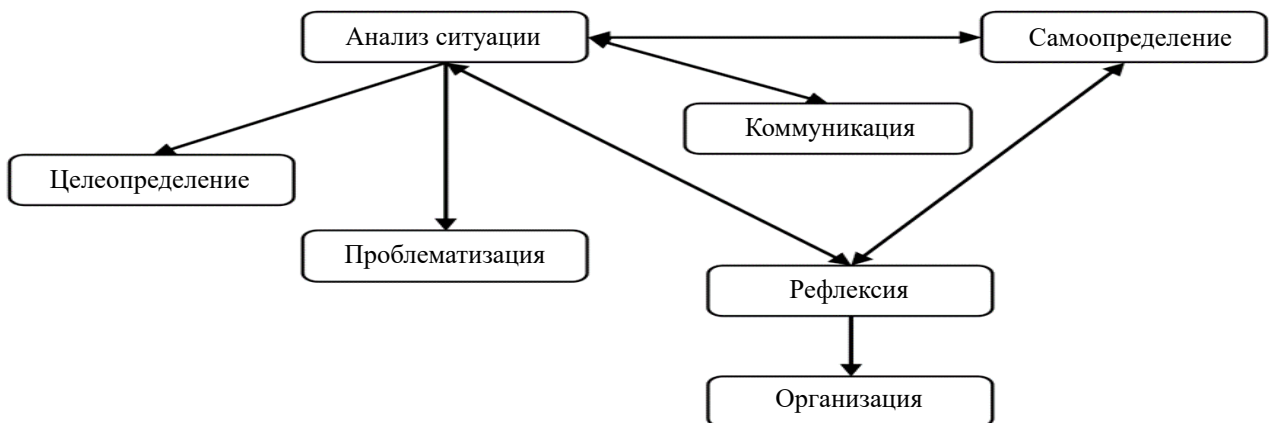 Анализ ситуации
Самоопределение
Коммуникация
Целеопределение
Проблематизация
Рефлексия
Организация